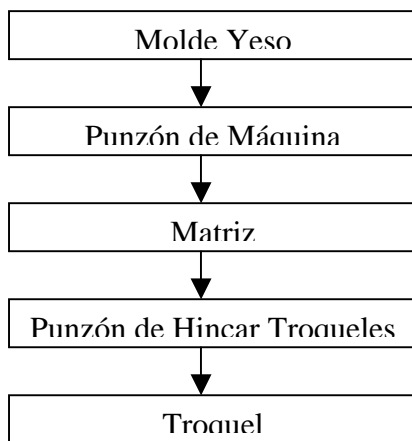 Molde Yeso
Punzón de Máquina
Matriz
Punzón de Hincar Troqueles
Troquel